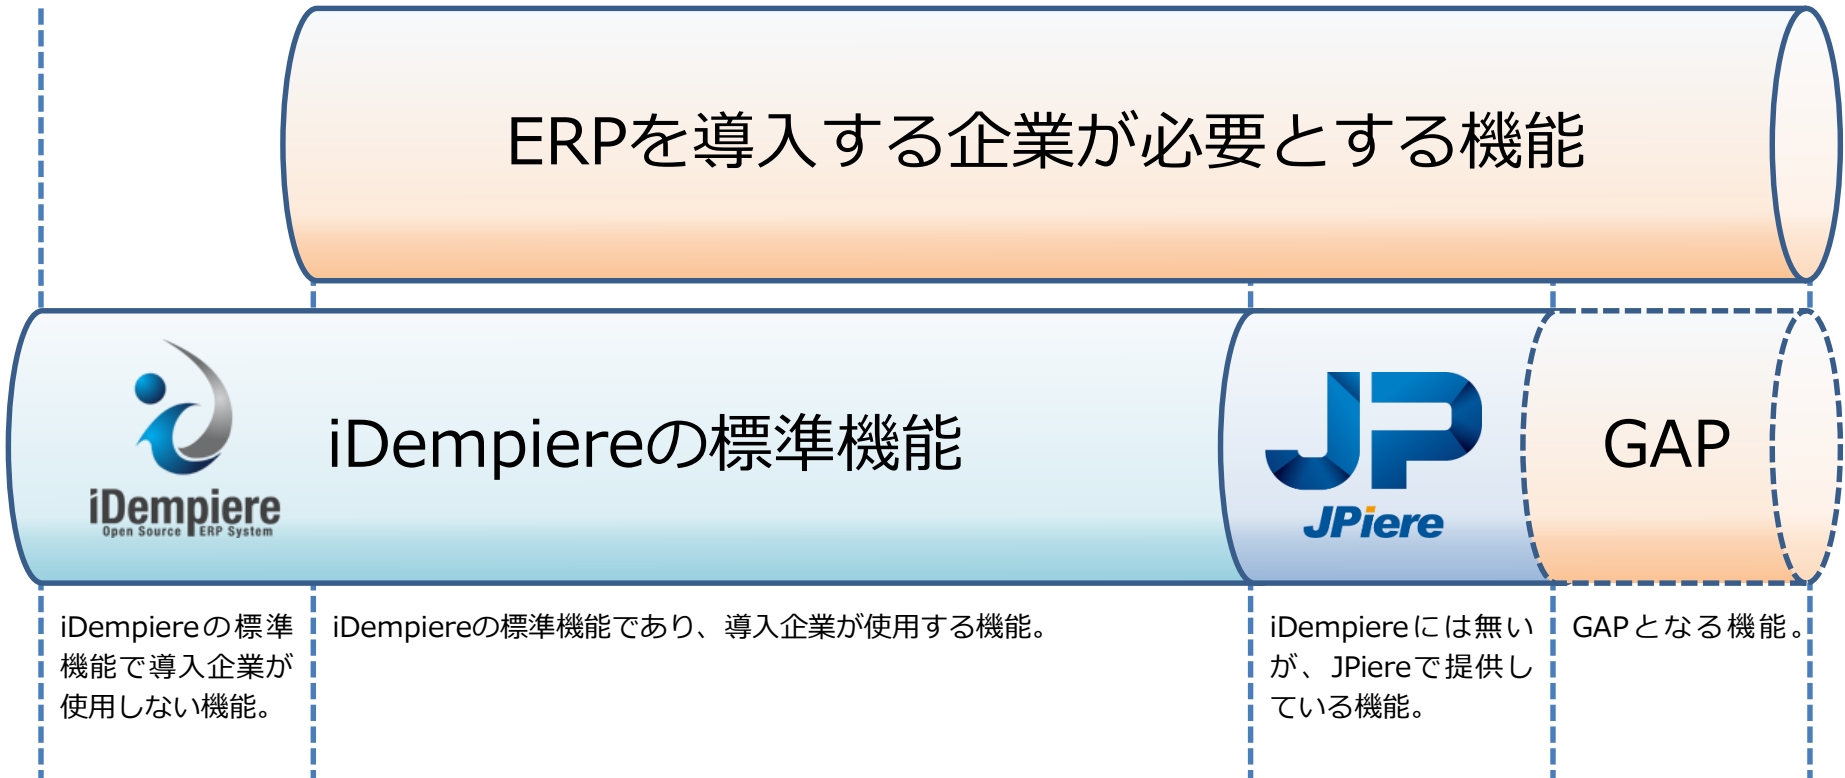 ERPを導入する企業が必要とする機能
iDempiere
Open Source ERP System
iDempiereの標準機能
JP
JPiere
GAP
iDempiereの標準
機能で導入企業が
使用しない機能。
iDempiereの標準機能であり、導入企業が使用する機能。
iDempiereには無い
が、JPiereで提供し
ている機能。
GAPとなる機能。